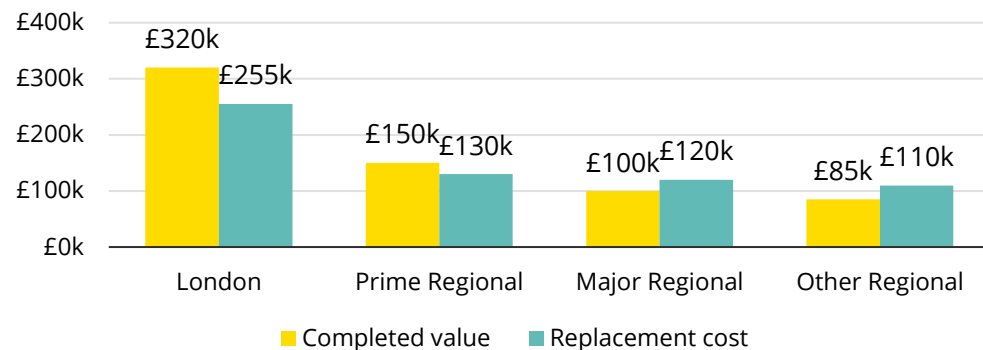 £400k
£320k
£300k
£255k
£200k
£150k
£130k
£120k
£110k
£100k
£100k
£85k
£0k
London Prime Regional Major Regional Other Regional
Completed value Replacement cost